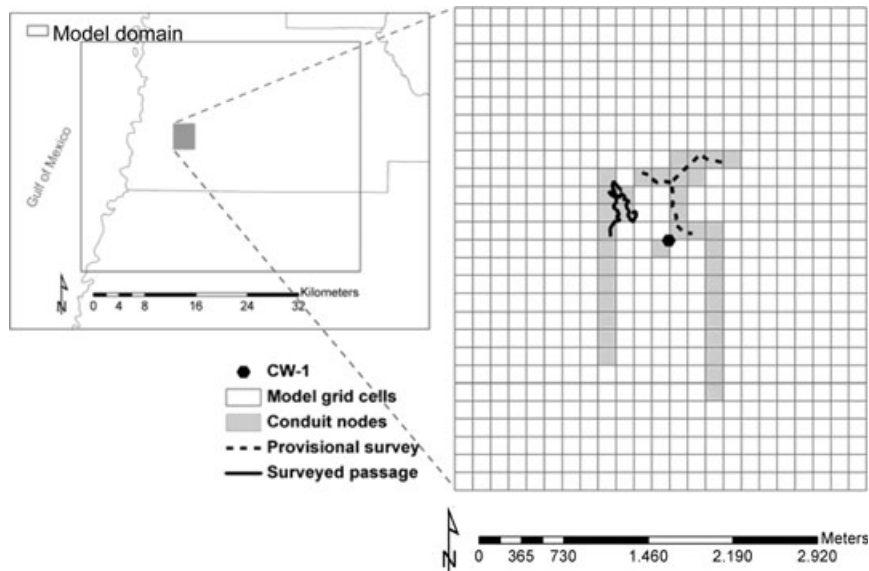 Model domain
Gulf of Mexico
N
Kilometers
0 4 8 16 24 32
CW-1
Model grid cells
Conduit nodes
Provisional survey
Surveyed passage
N
Meters
0 365 730 1.460 2.190 2.920